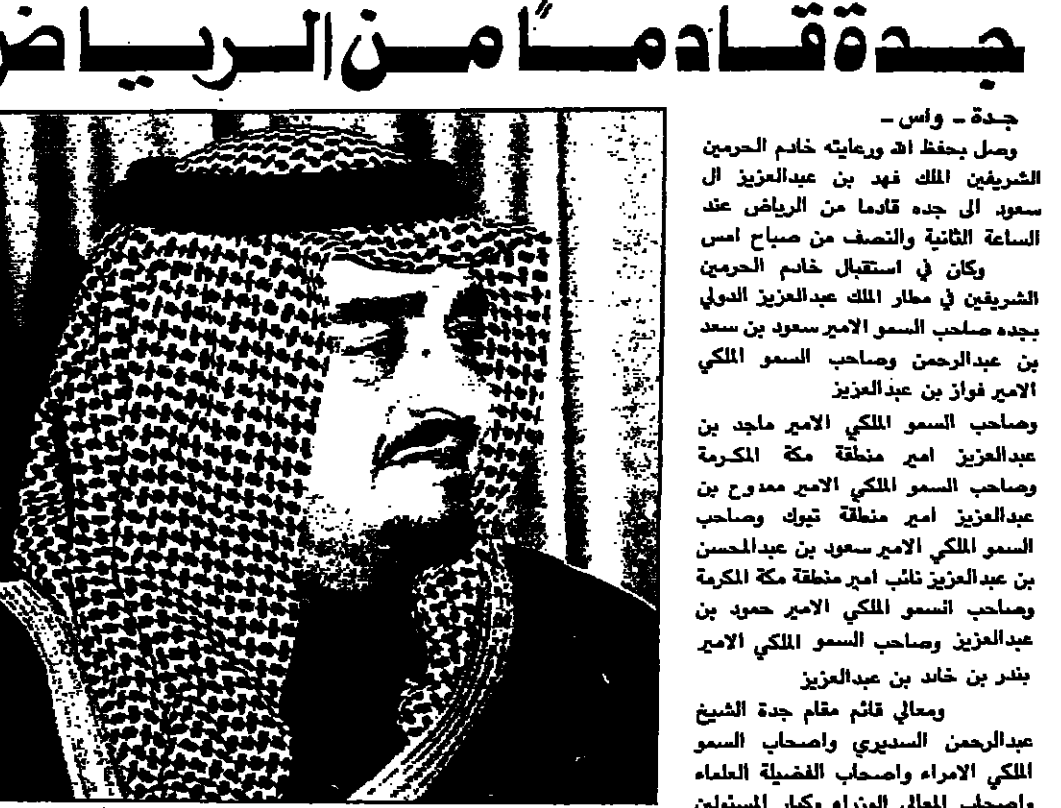 جدة قادمًا من الرياض
جدة - واس -
وصل بحفظ الله ورعايته خادم الحرمين
الشريفين الملك فهد بن عبدالعزيز ال
سعود الى جده قادما من الرياض عند
الساعة الثانية والنصف من صباح امس
وكان في استقبال خادم الحرمين
الشريفين في مطار الملك عبدالعزيز الدولي
بجده صاحب السمو الامير سعود بن سعد
بن عبدالرحمن وصاحب السمو الملكي
الامير فواز بن عبدالعزيز
وصاحب السمو الملكي الامير ماجد بن
عبدالعزيز امير منطقة مكة المكرمة
وصاحب السمو الملكي الامير ممدوح بن
عبدالعزيز امير منطقة تبوك وصاحب
السمو الملكي الامير سعود بن عبدالمحسن
بن عبدالعزيز نائب امير منطقة مكة المكرمة
وصاحب السمو الملكي الامير حمود بن
عبدالعزيز وصاحب السمو الملكي الامير
بندر بن خالد بن عبدالعزيز
ومعالي قائم مقام جدة الشيخ
عبدالرحمن السديري واصحاب السمو
الملكي الامراء واصحاب الفضيلة العلماء
واصحاب المعالي الوزراء وكبار المسئولين